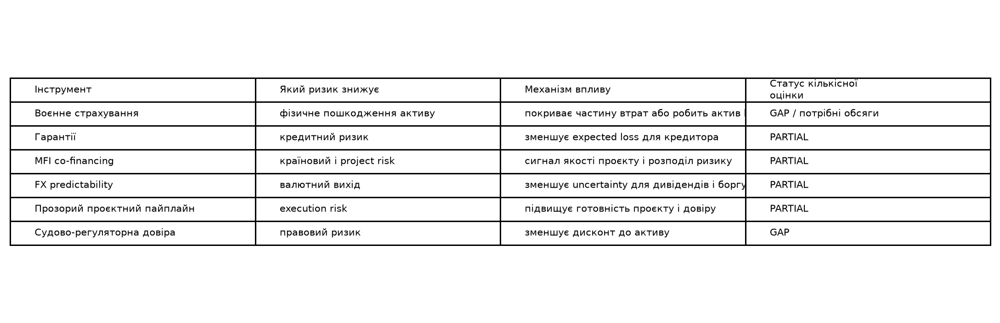 Інструмент
Який ризик знижує
Механізм впливу
Статус кількісної
оцінки
Воєнне страхування
фізичне пошкодження активу
покриває частину втрат або робить актив
GAP / потрібні обсяги
Гарантії
кредитний ризик
зменшує expected loss для кредитора
PARTIAL
MFI co-financing
країновий і project risk
сигнал якості проєкту і розподіл ризику
PARTIAL
FX predictability
валютний вихід
зменшує uncertainty для дивідендів і боргу
PARTIAL
Прозорий проєктний пайплайн
execution risk
підвищує готовність проєкту і довіру
PARTIAL
Судово-регуляторна довіра
правовий ризик
зменшує дисконт до активу
GAP